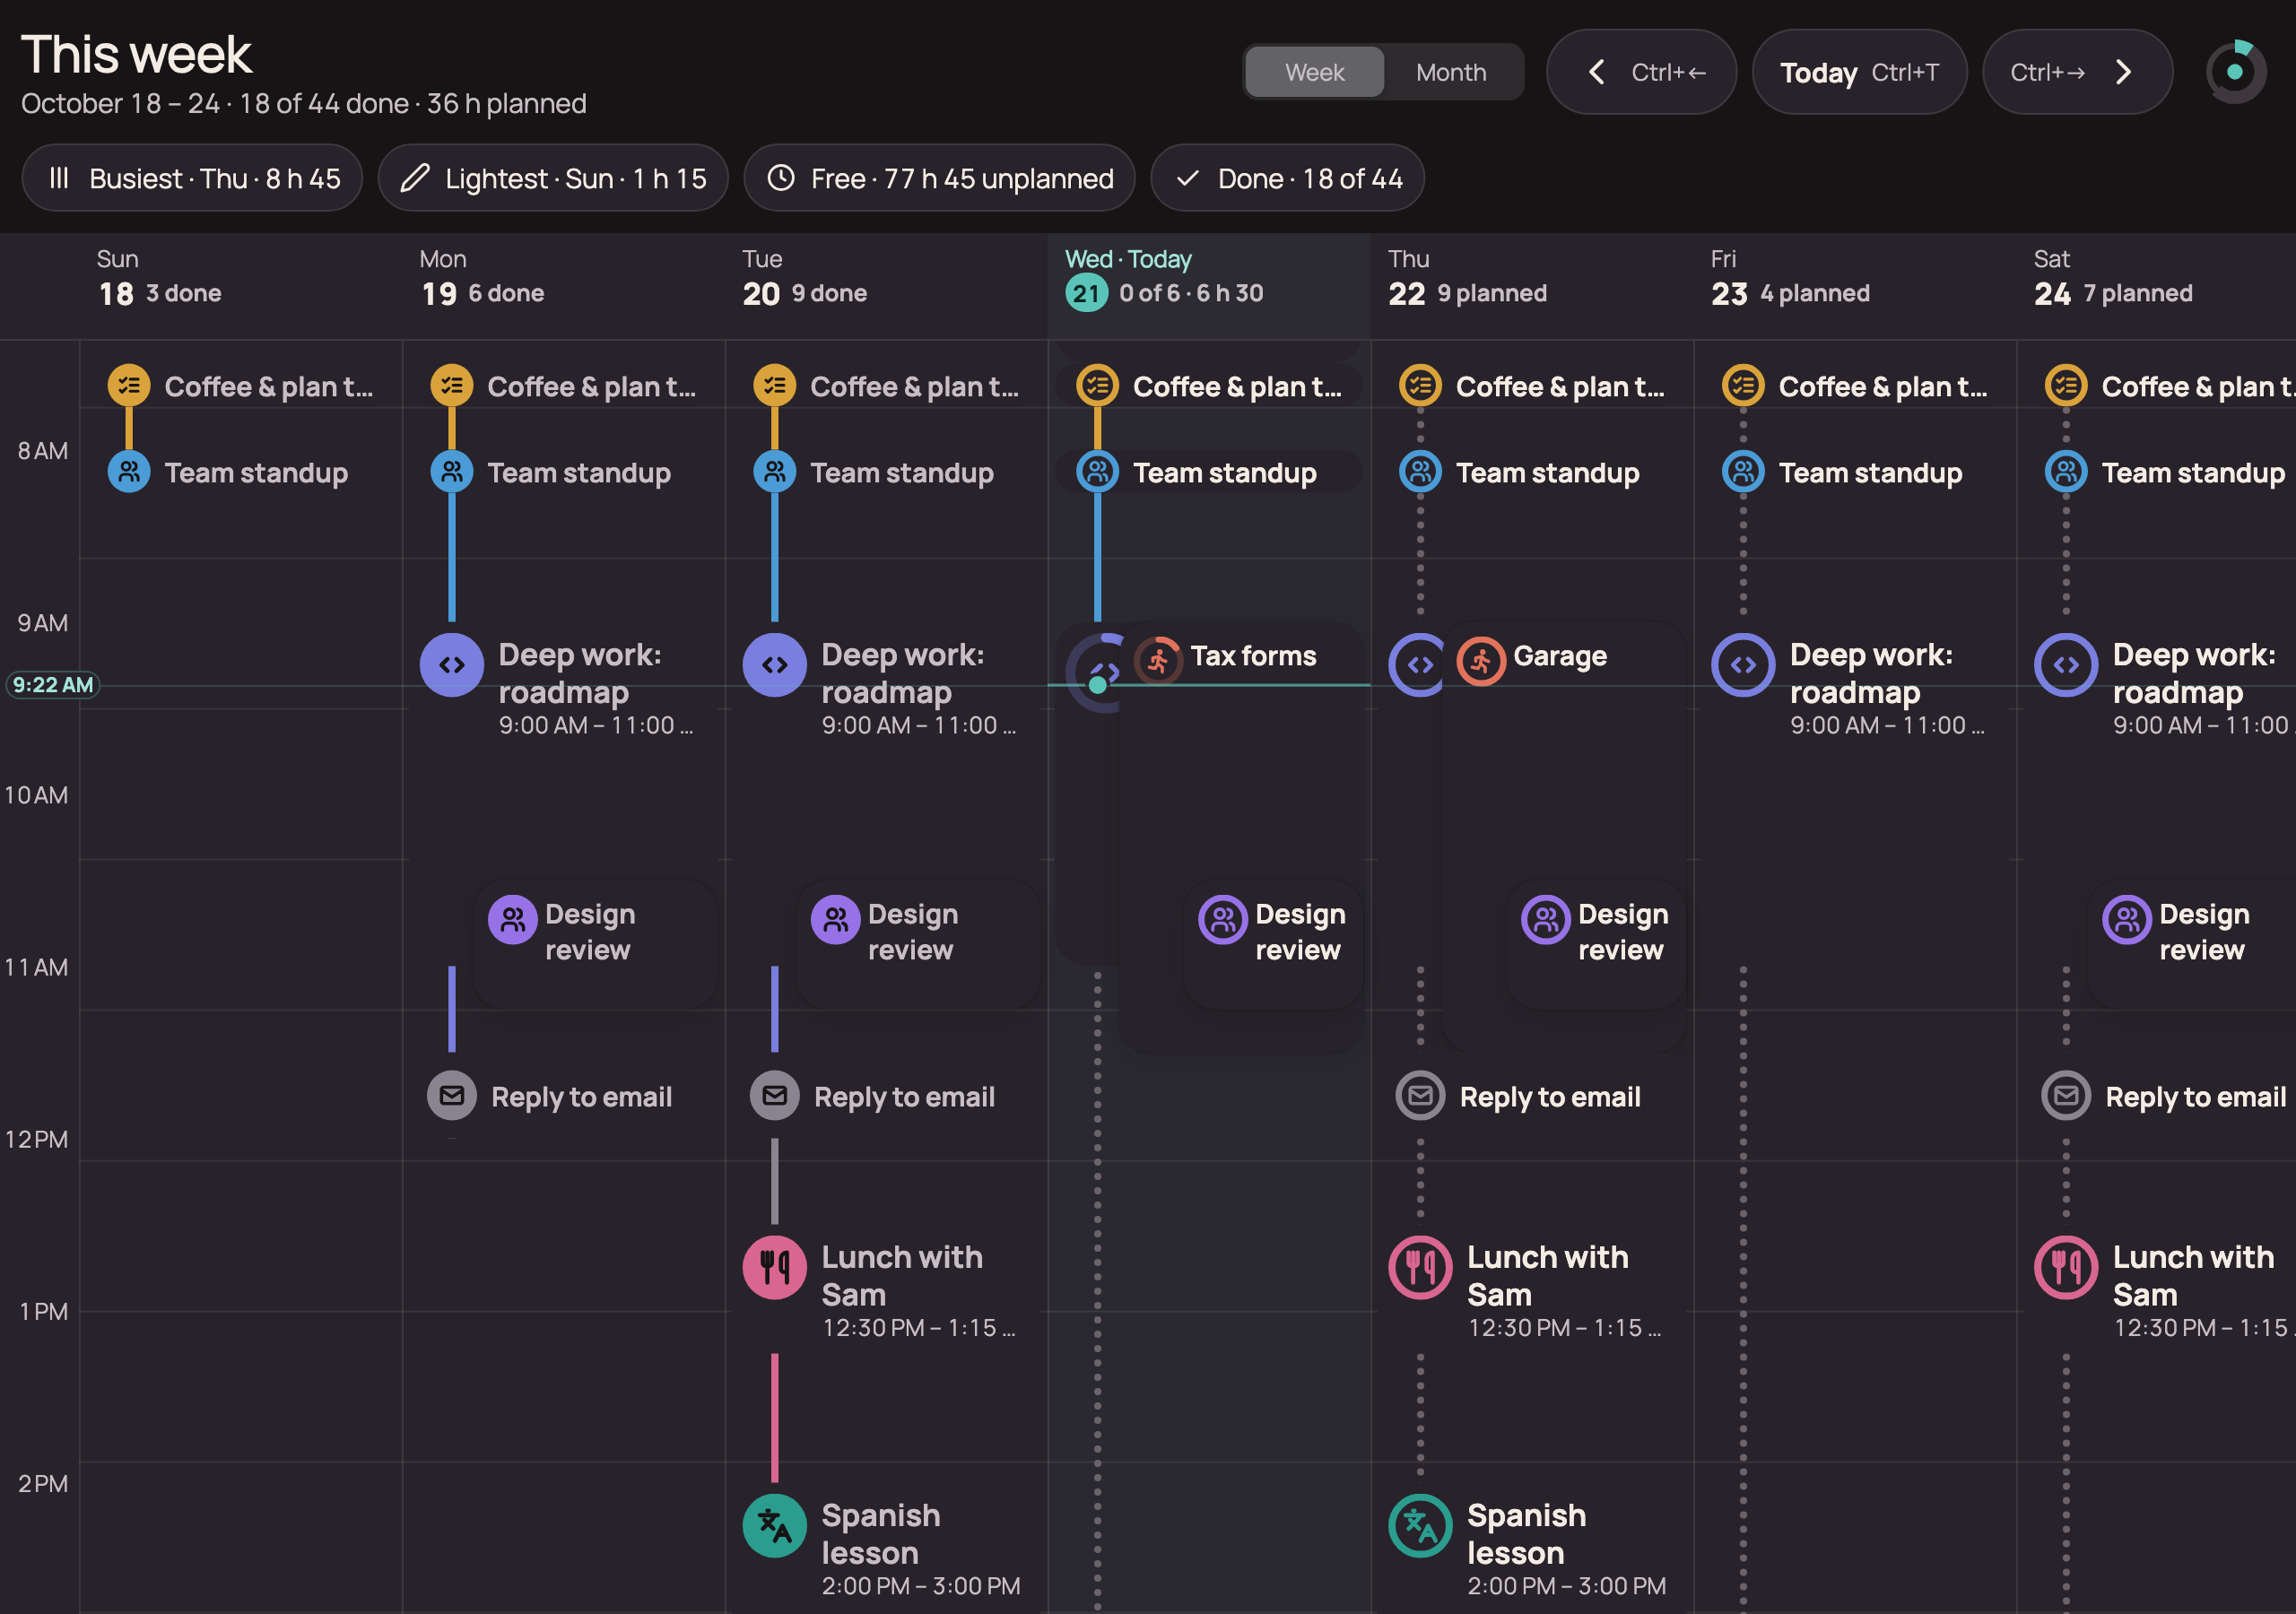 This week
October 18 – 24 · 18 of 44 done · 36 h planned
Week
Month
Ctrl+←
Today Ctrl+T
Ctrl+→
Busiest · Thu · 8 h 45
Lightest · Sun · 1 h 15
Free · 77 h 45 unplanned
Done · 18 of 44
Sun
18 3 done
Mon
19 6 done
Tue
20 9 done
Wed · Today
21 0 of 6 · 6 h 30
Thu
22 9 planned
Fri
23 4 planned
Sat
24 7 planned
8 AM
9 AM
9:22 AM
10 AM
11 AM
12 PM
1 PM
2 PM
Coffee & plan t...
Team standup
Coffee & plan t...
Team standup
Deep work:
roadmap
9:00 AM – 11:00 ...
Design
review
Reply to email
Coffee & plan t...
Team standup
Deep work:
roadmap
9:00 AM – 11:00 ...
Design
review
Reply to email
Lunch with
Sam
12:30 PM – 1:15 ...
Spanish
lesson
2:00 PM – 3:00 PM
Coffee & plan t...
Team standup
Tax forms
Design
review
Coffee & plan t...
Team standup
Garage
Design
review
Reply to email
Lunch with
Sam
12:30 PM – 1:15 ...
Spanish
lesson
2:00 PM – 3:00 PM
Coffee & plan t...
Team standup
Deep work:
roadmap
9:00 AM – 11:00 ...
Coffee & plan t...
Team standup
Deep work:
roadmap
9:00 AM – 11:00 .
Design
review
Reply to email
Lunch with
Sam
12:30 PM – 1:15 .